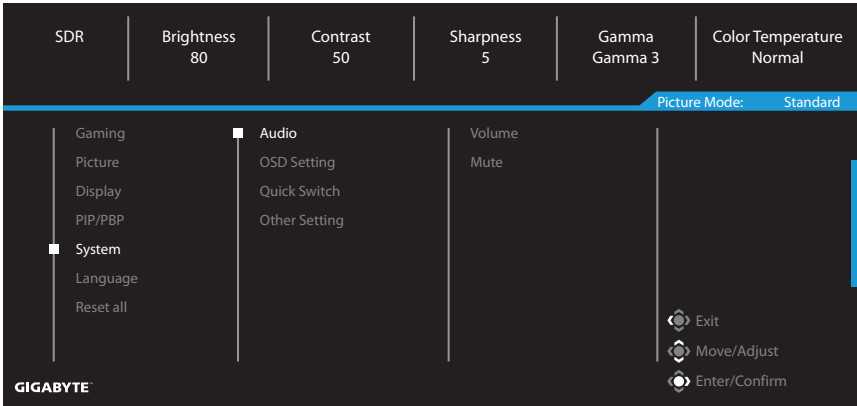 SDR Brightness Contrast Sharpness Gamma Color Temperature
80 50 5 Gamma 3 Normal
Picture Mode: Standard
Gaming Audio Volume
Picture OSD Setting Mute
Display Quick Switch
PIP/PBP Other Setting
System
Language
Reset all
Exit
Move/Adjust
Enter/Confirm
GIGABYTE™